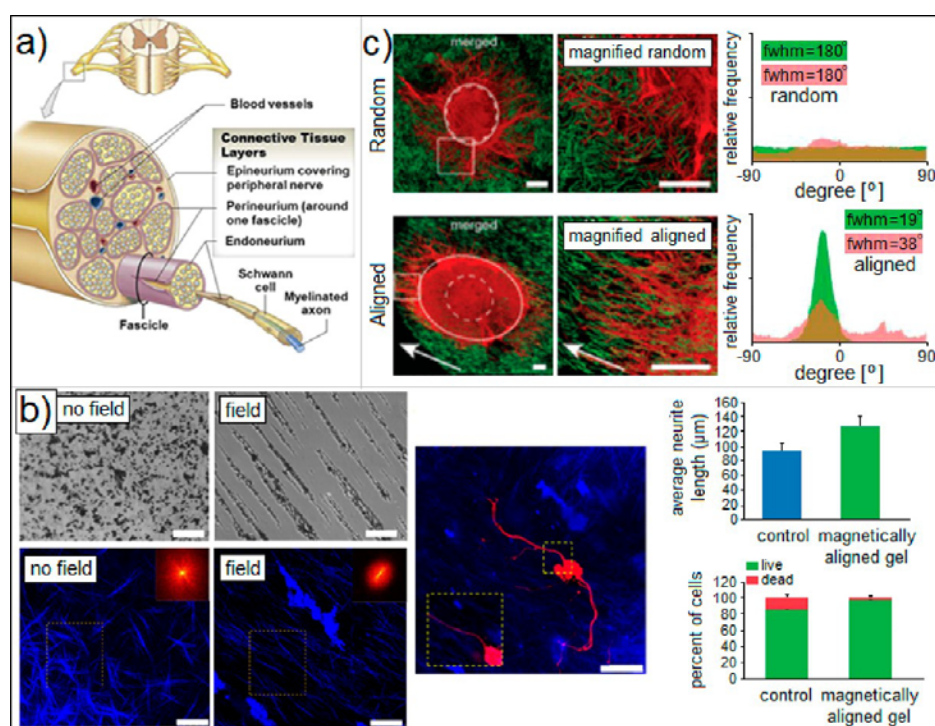 a)
Blood vessels
Connective Tissue
Layers
Epineurium covering
peripheral nerve
Perineurium (around
one fascicle)
Endoneurium
Schwann
cell
Myelinated
axon
Fascicle
c)
Random
merged
magnified random
relative frequency
fwhm=180°
fwhm=180°
random
-90
0
90
degree [°]
Aligned
merged
magnified aligned
relative frequency
fwhm=19°
fwhm=38°
aligned
-90
0
90
degree [°]
b)
no field
field
no field
field
average neurite
length (µm)
160
140
120
100
80
60
40
20
0
control
magnetically
aligned gel
live
dead
percent of cells
120
100
80
60
40
20
0
control
magnetically
aligned gel